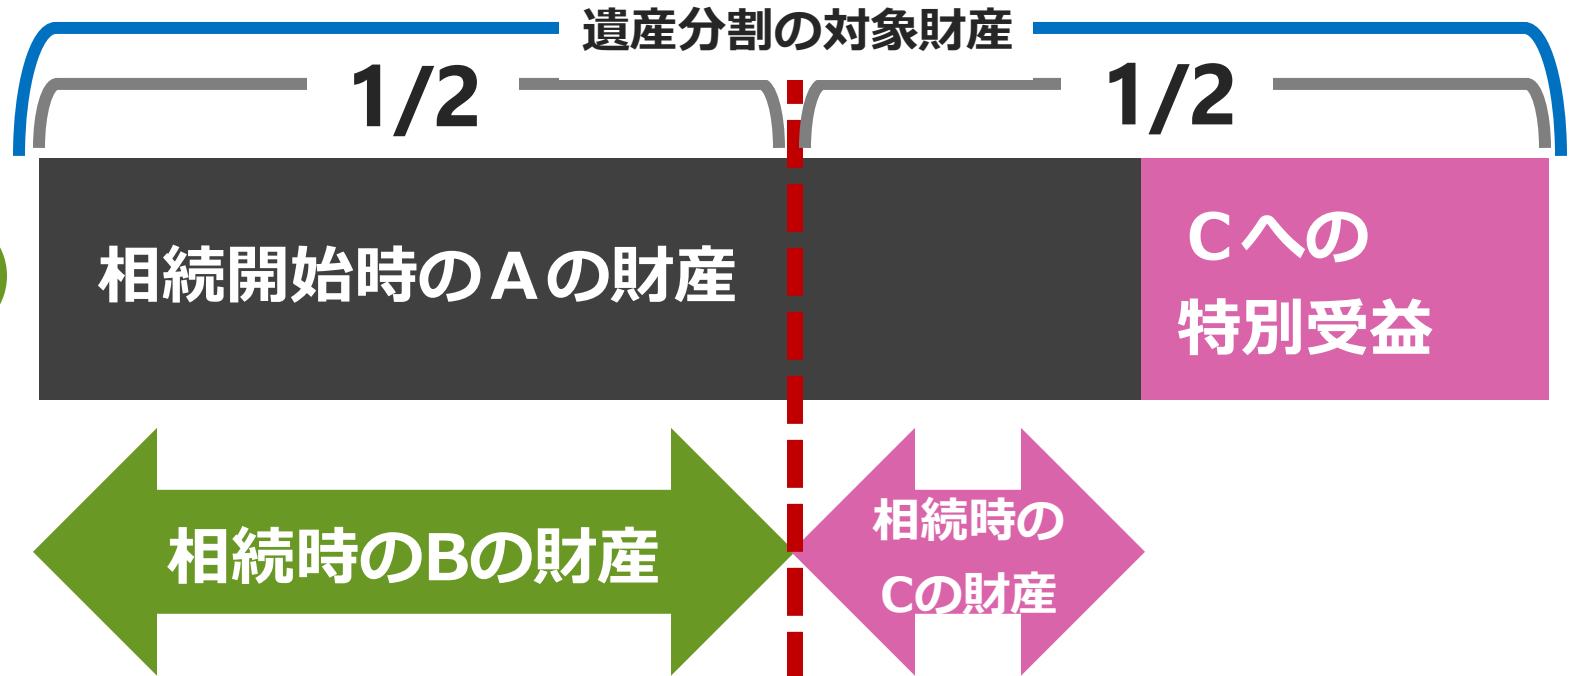 遺産分割の対象財産
1/2
1/2
相続開始時のＡの財産
Ｃへの
特別受益
相続時のBの財産
相続時の
Cの財産